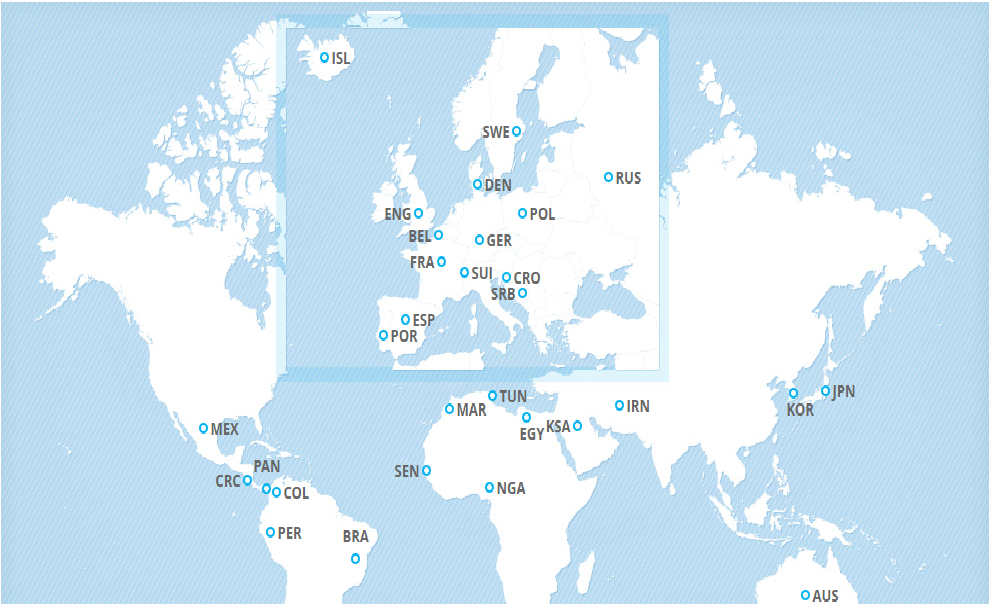 ISL
SWE
RUS
DEN
ENG
POL
BEL
GER
FRA
SUI
CRO
SRB
ESP
POR
TUN
IRN
JPN
MAR
KOR
EGY
KSA
MEX
PAN
SEN
CRC
COL
NGA
PER
BRA
AUS